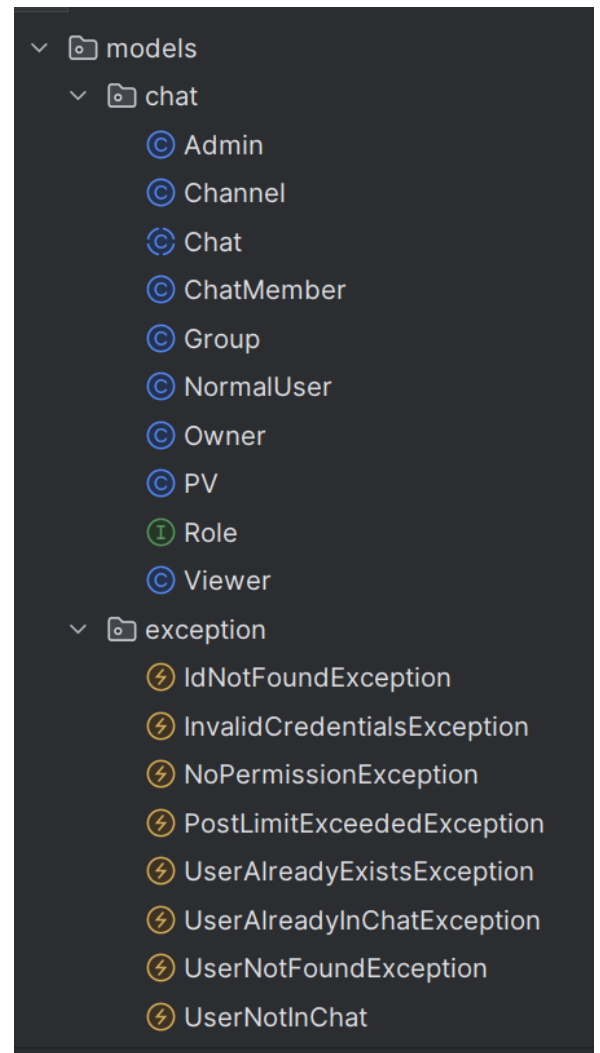 models
chat
Admin
Channel
Chat
ChatMember
Group
NormalUser
Owner
PV
Role
Viewer
exception
IdNotFoundException
InvalidCredentialsException
NoPermissionException
PostLimitExceededException
UserAlreadyExistsException
UserAlreadyInChatException
UserNotFoundException
UserNotInChat